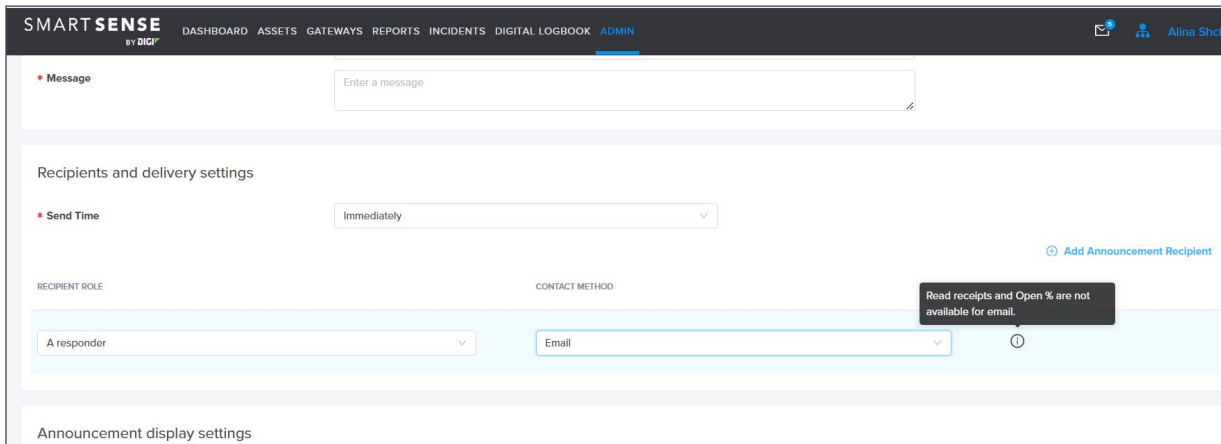 SMARTSENSE
BY DIGI
DASHBOARD ASSETS GATEWAYS REPORTS INCIDENTS DIGITAL LOGBOOK ADMIN
5
* Message
Enter a message
Recipients and delivery settings
* Send Time
Immediately
Add Announcement Recipient
RECIPIENT ROLE
CONTACT METHOD
Read receipts and Open % are not
available for email.
A responder
Email
Announcement display settings